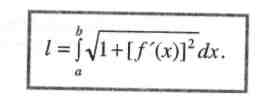 l = ∫_a^b √(1+[f´(x)]²) dx.